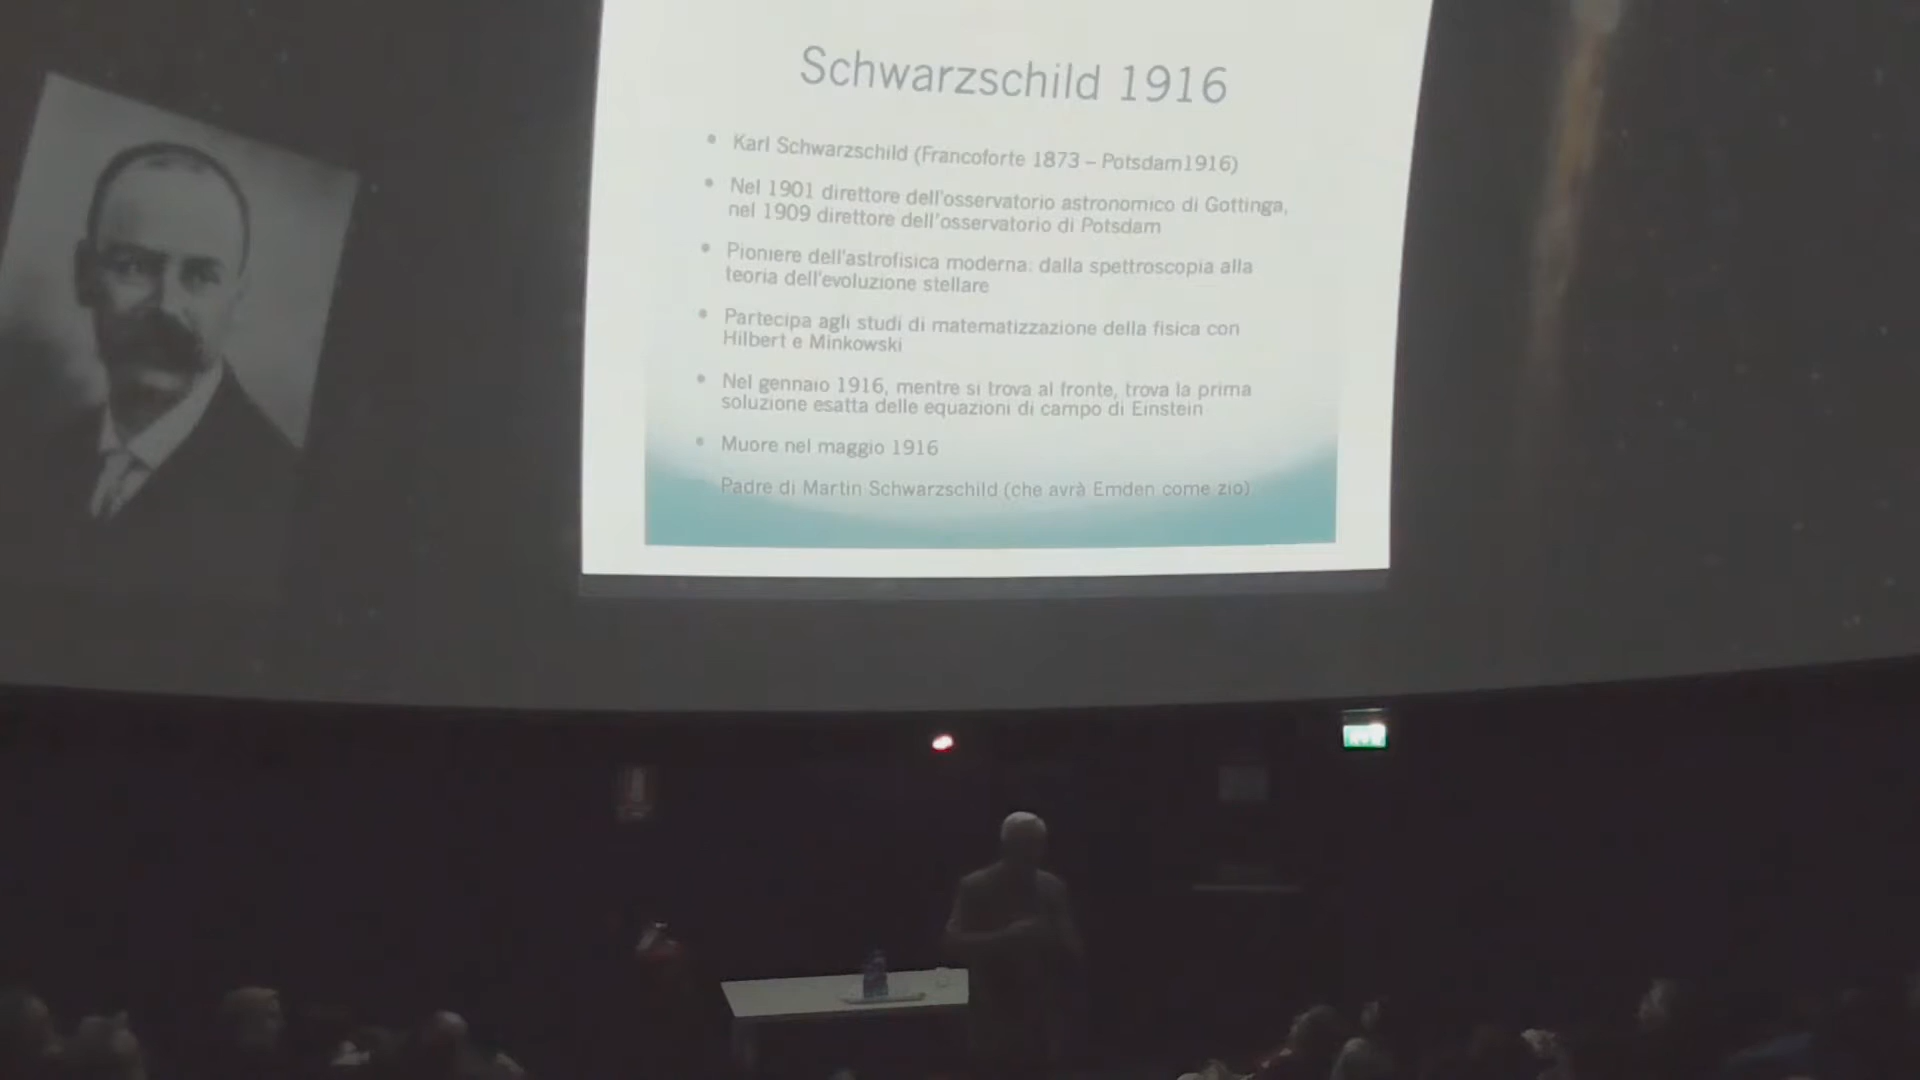 Schwarzschild 1916
• Karl Schwarzschild (Francoforte 1873 – Potsdam1916)
• Nel 1901 direttore dell'osservatorio astronomico di Gottinga,
nel 1909 direttore dell'osservatorio di Potsdam
• Pioniere dell'astrofisica moderna: dalla spettroscopia alla
teoria dell'evoluzione stellare
• Partecipa agli studi di matematizzazione della fisica con
Hilbert e Minkowski
• Nel gennaio 1916, mentre si trova al fronte, trova la prima
soluzione esatta delle equazioni di campo di Einstein
• Muore nel maggio 1916
Padre di Martin Schwarzschild (che avrà Emden come zio)